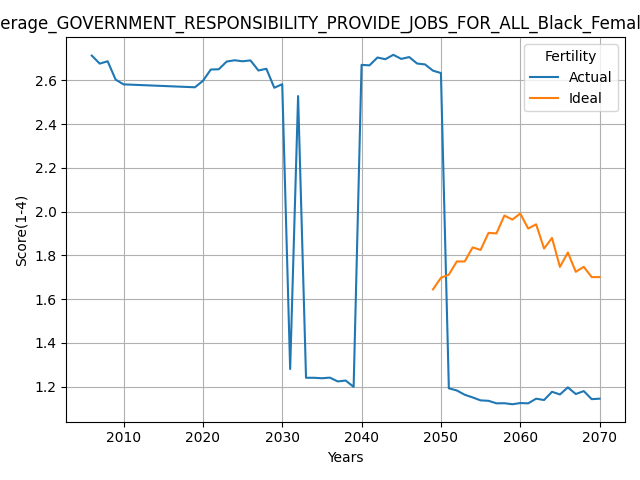 erage_GOVERNMENT_RESPONSIBILITY_PROVIDE_JOBS_FOR_ALL_Black_Femal
Fertility
Actual
Ideal
Score(1-4)
2.6
2.4
2.2
2.0
1.8
1.6
1.4
1.2
2010 2020 2030 2040 2050 2060 2070
Years